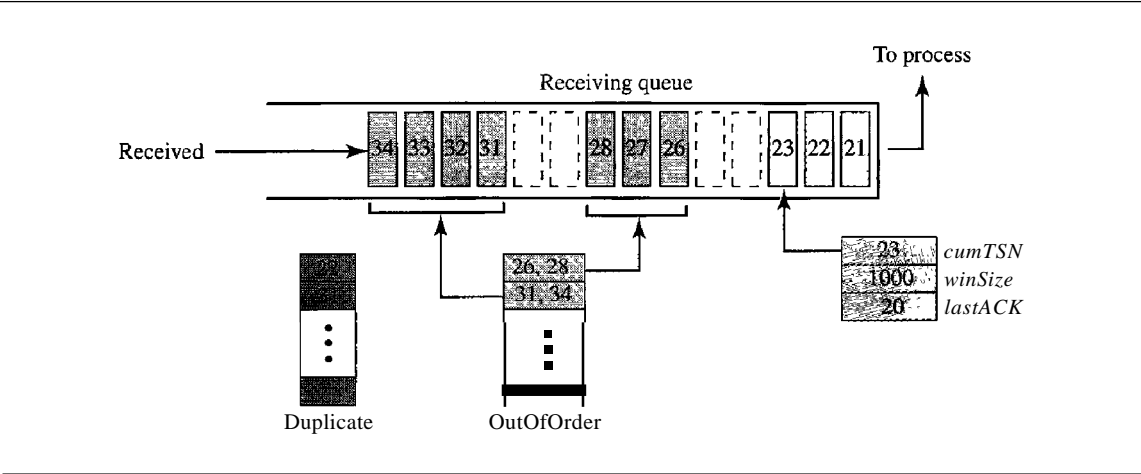 To process
Receiving queue
Received
34 33 32 31 28 27 26 23 22 21
23 cumTSN
26, 28
1000 winSize
31, 34
20 lastACK
Duplicate
OutOfOrder